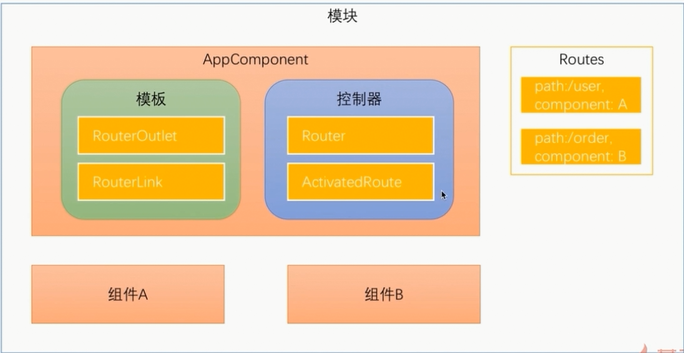 模块
AppComponent
模板
RouterOutlet
RouterLink
控制器
Router
ActivatedRoute
Routes
path:/user,
component: A
path:/order,
component: B
组件A
组件B